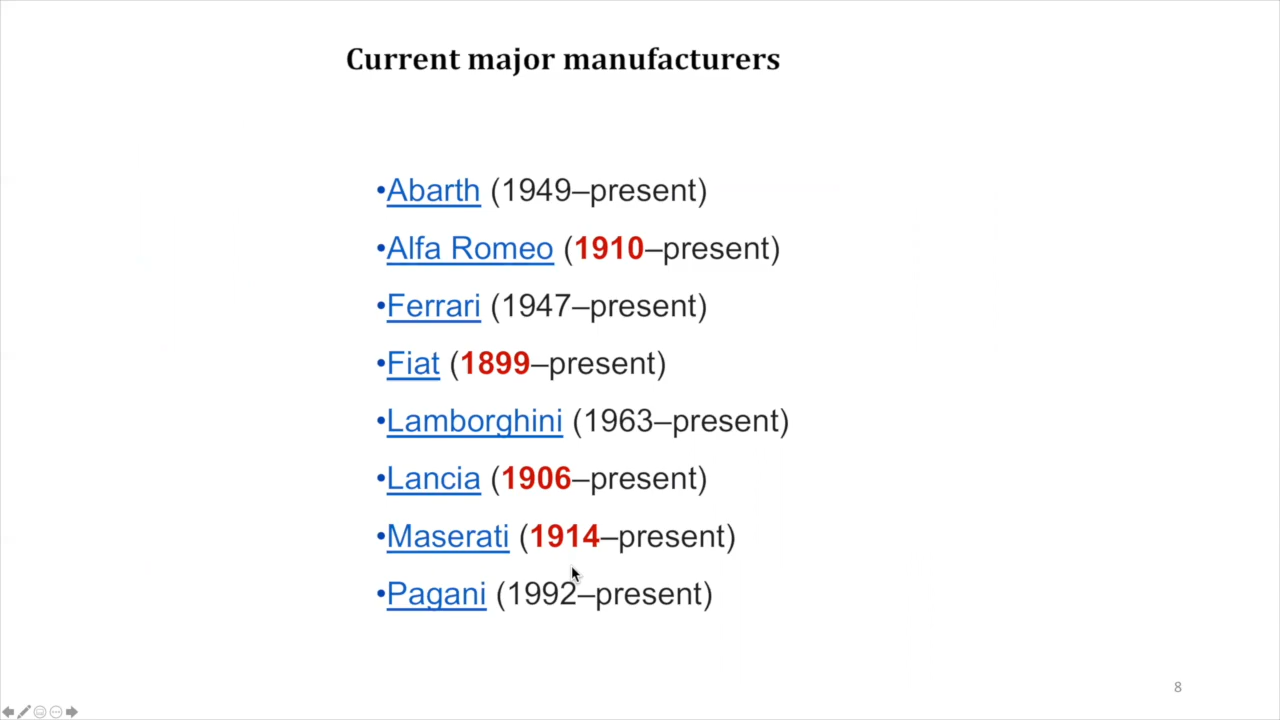 Current major manufacturers
•Abarth (1949–present)
•Alfa Romeo (1910–present)
•Ferrari (1947–present)
•Fiat (1899–present)
•Lamborghini (1963–present)
•Lancia (1906–present)
•Maserati (1914–present)
•Pagani (1992–present)
8